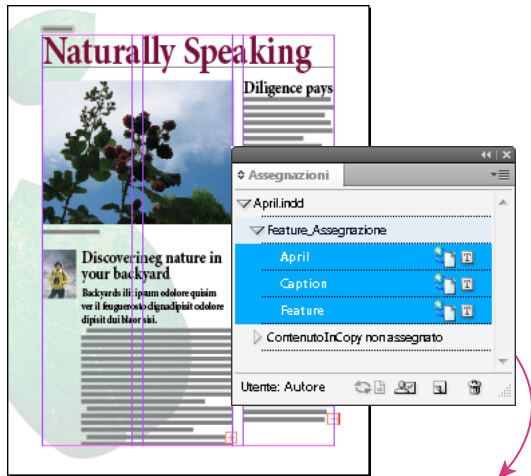 Naturally Speaking
Diligence pays
Discoverineg nature in
your backyard
Backyards ilit ipsum odolore quisim
ver il feuguerosto dignadipisit odolore
dipisit dui blaor sisi.
Assegnazioni
April.indd
Feature_Assegnazione
April
Caption
Feature
ContenutoInCopy non assegnato
Utente: Autore